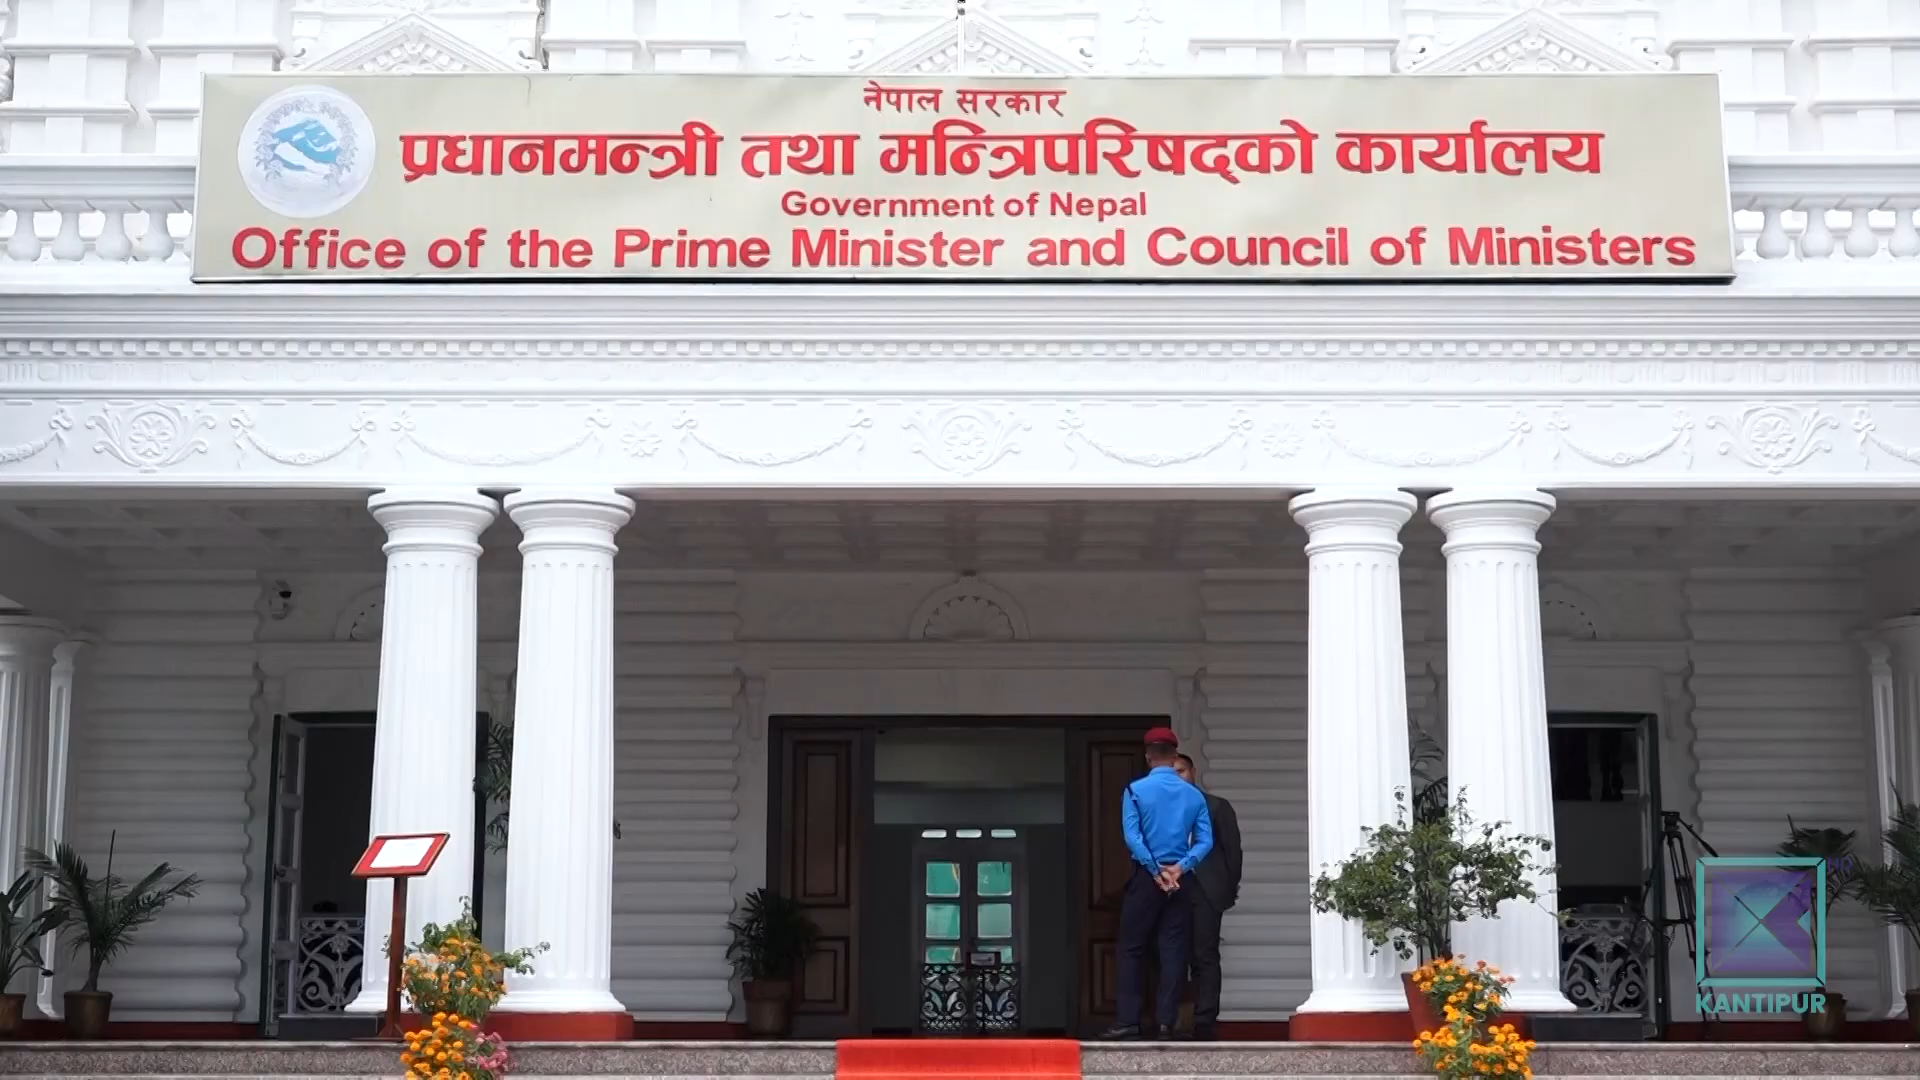 नेपाल सरकार
प्रधानमन्त्री तथा मन्त्रिपरिषद्को कार्यालय
Government of Nepal
Office of the Prime Minister and Council of Ministers
HD
KANTIPUR